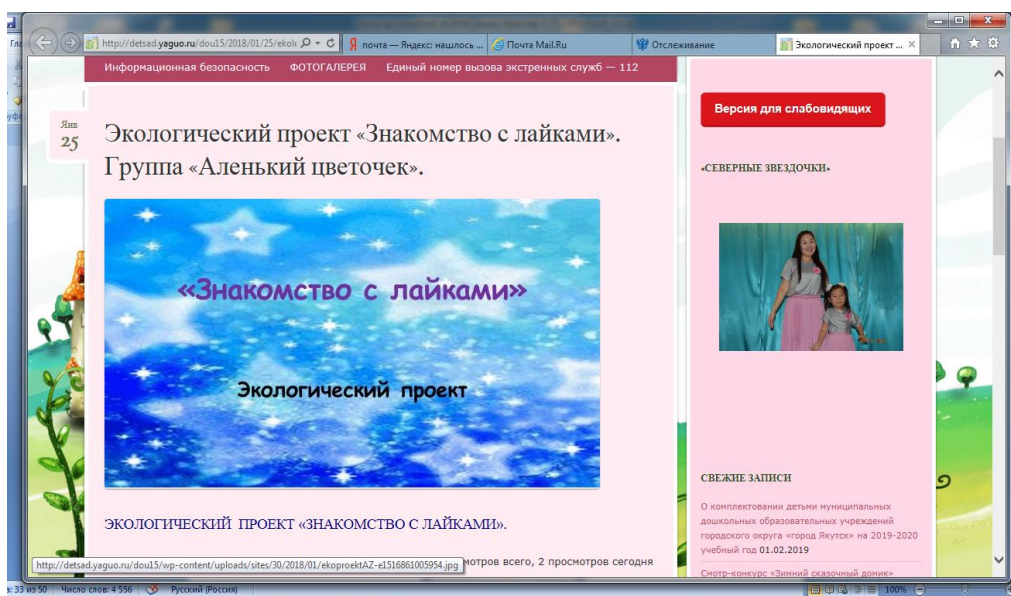 Гла
http://detsad.yaguo.ru/dou15/2018/01/25/ekolo
почта — Яндекс: нашлось ...
Почта Mail.Ru
Отслеживание
Экологический проект ...
Информационная безопасность ФОТОГАЛЕРЕЯ Единый номер вызова экстренных служб — 112
Янв
25
Экологический проект «Знакомство с лайками».
Группа «Аленький цветочек».
«Знакомство с лайками»
Экологический проект
ЭКОЛОГИЧЕСКИЙ ПРОЕКТ «ЗНАКОМСТВО С ЛАЙКАМИ».
мотров всего, 2 просмотров сегодня
Версия для слабовидящих
«СЕВЕРНЫЕ ЗВЕЗДОЧКИ»
СВЕЖИЕ ЗАПИСИ
О комплектовании детьми муниципальных
дошкольных образовательных учреждений
городского округа «город Якутск» на 2019-2020
учебный год 01.02.2019
Смотр-конкурс «Зимний сказочный домик»
http://detsad.yaguo.ru/dou15/wp-content/uploads/sites/30/2018/01/ekoproektAZ-e1516861005954.jpg
а: 33 из 50 Число слов: 4 556 Русский (Россия) 100%